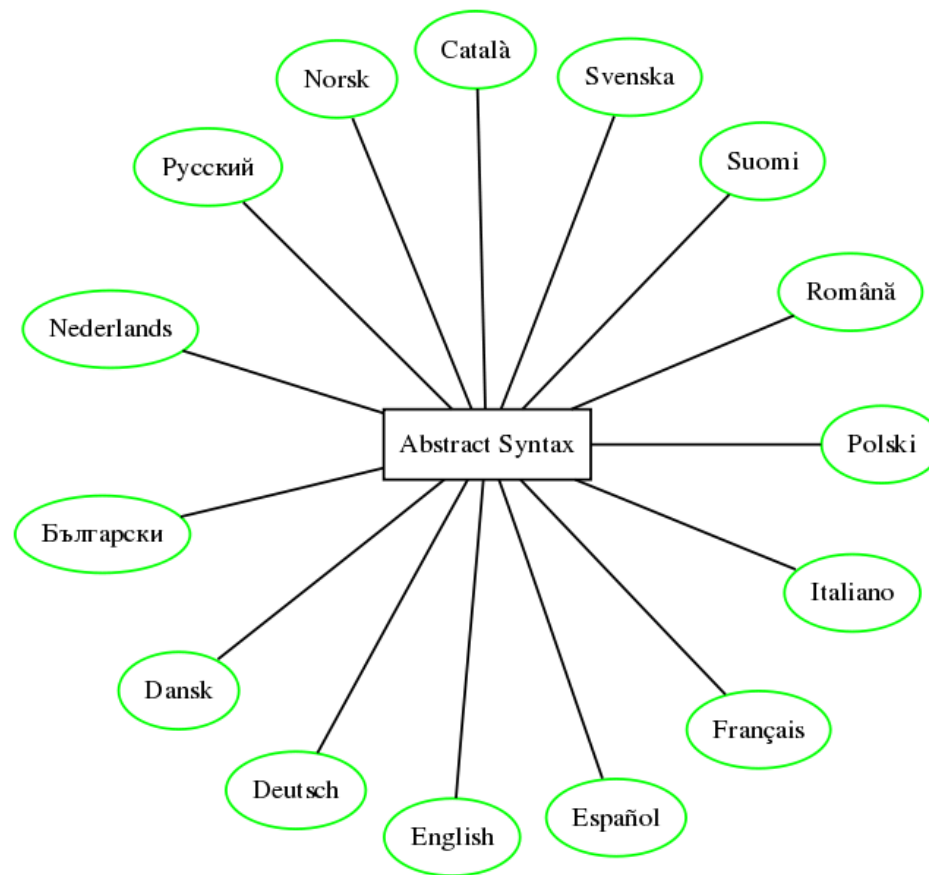 Català
Norsk
Svenska
Русский
Suomi
Română
Nederlands
Abstract Syntax
Polski
Български
Italiano
Dansk
Français
Deutsch
Español
English